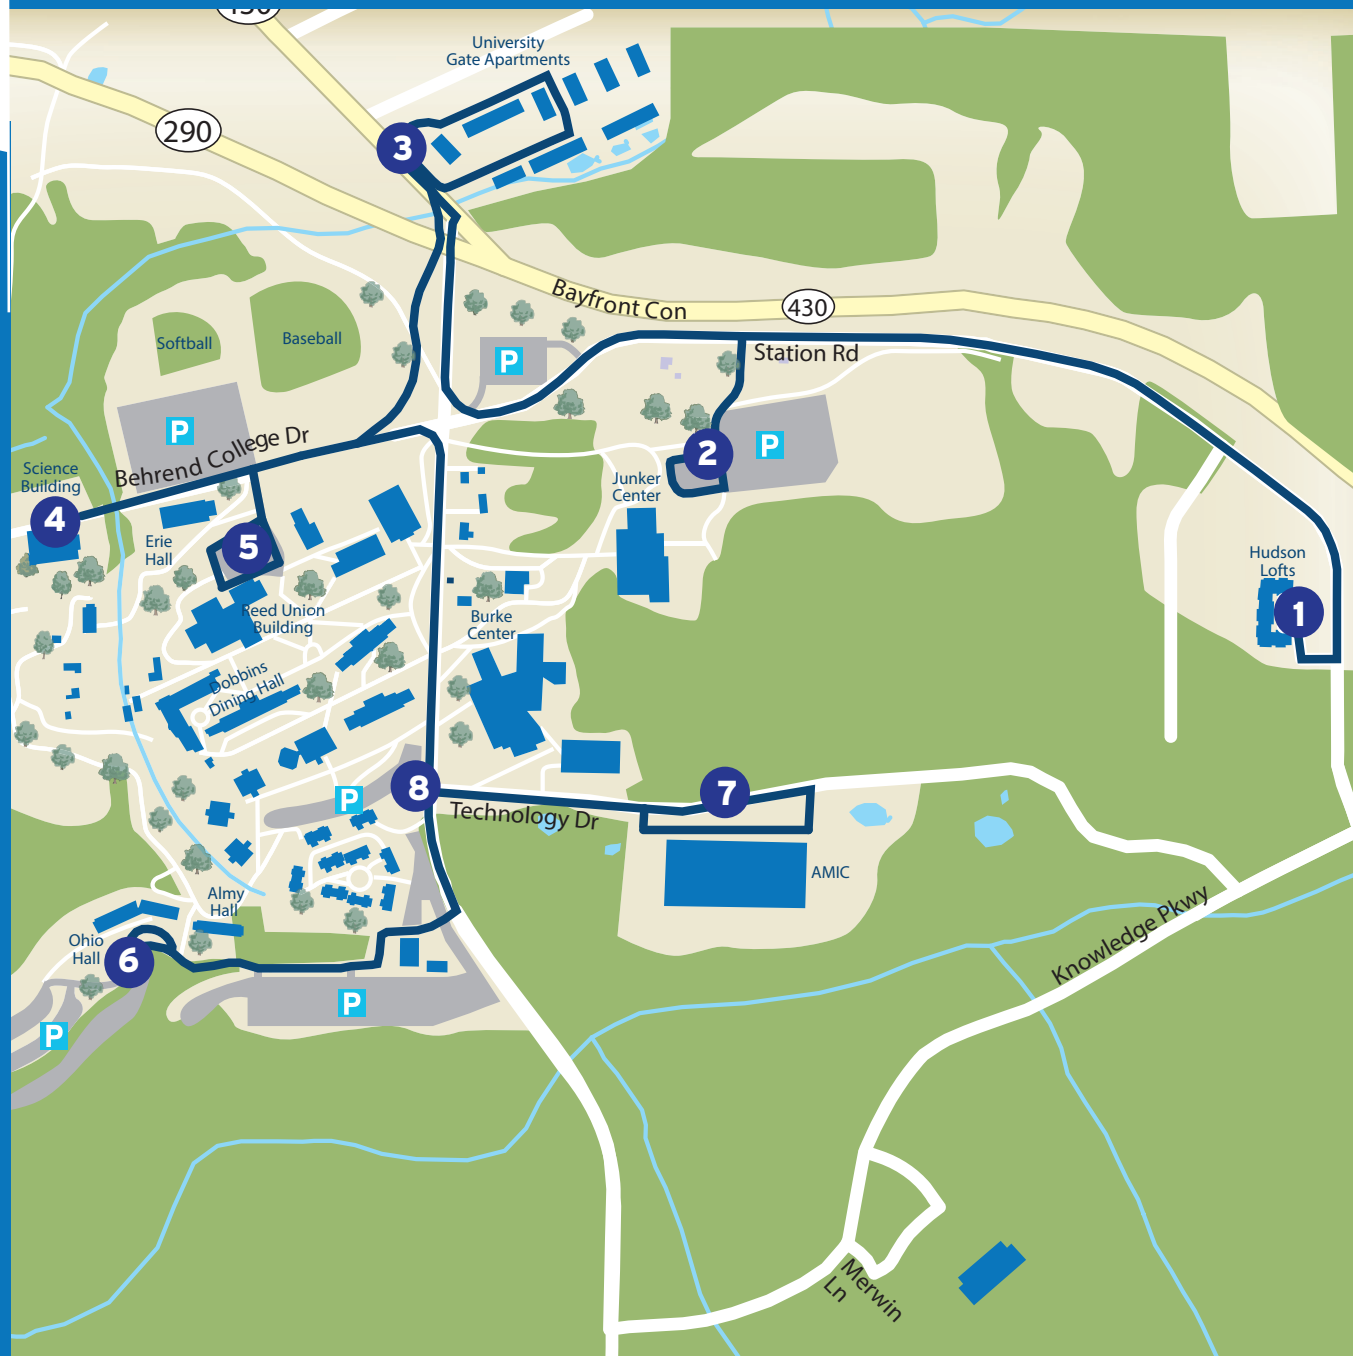 290
University
Gate Apartments
3
Bayfront Con
430
Softball
Baseball
P
Station Rd
P
Behrend College Dr
2
P
Science
Building
4
Junker
Center
Erie
Hall
5
Hudson
Lofts
1
Reed Union
Building
Burke
Center
Dobbins
Dining Hall
8
P
7
Technology Dr
AMIC
Almy
Hall
Ohio
Hall
6
Knowledge Pkwy
P
P
Merwin
Ln